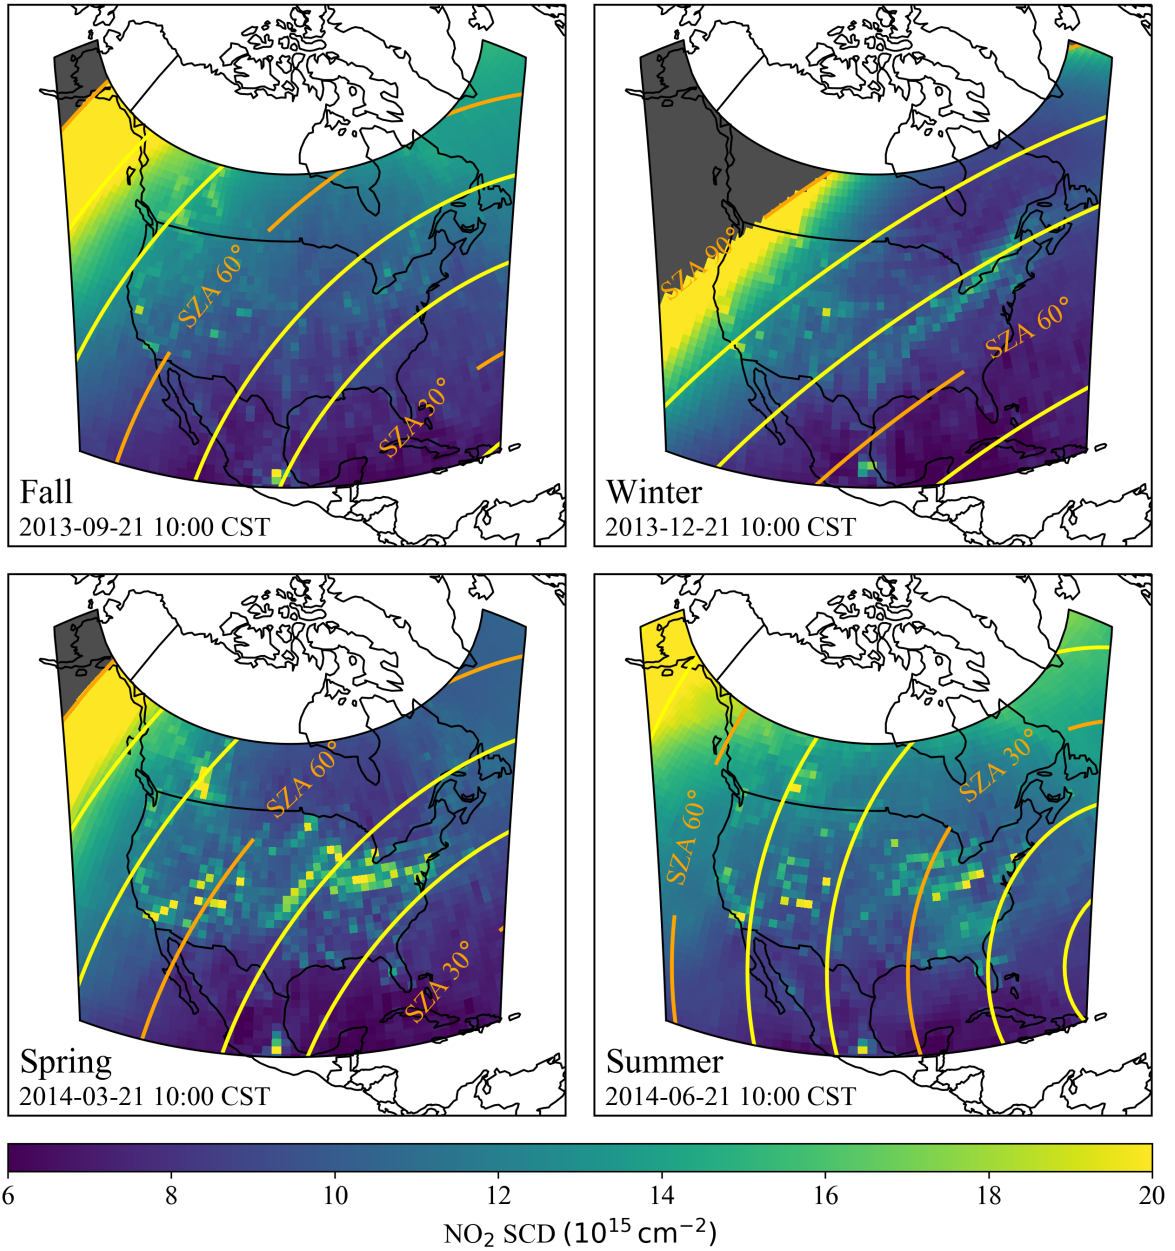 SZA 60°
SZA 30°
Fall
2013-09-21 10:00 CST
SZA 90°
SZA 60°
Winter
2013-12-21 10:00 CST
SZA 60°
SZA 30°
Spring
2014-03-21 10:00 CST
SZA 30°
SZA 60°
Summer
2014-06-21 10:00 CST
6 8 10 12 14 16 18 20
NO₂ SCD (10¹⁵ cm⁻²)